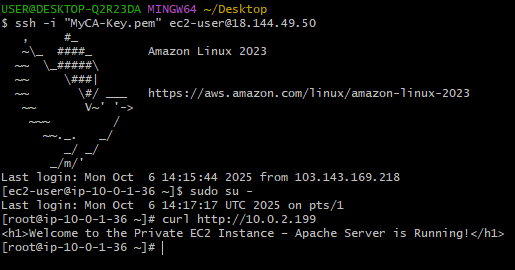 USER@DESKTOP-Q2R23DA MINGW64 ~/Desktop
$ ssh -i "MyCA-Key.pem" ec2-user@18.144.49.50
   ,     #_
   ~\_  ####_        Amazon Linux 2023
  ~~  \_#####\
  ~~     \###|
  ~~       \#/ ___   https://aws.amazon.com/linux/amazon-linux-2023
   ~~       V~' '->
    ~~~         /
      ~~._.   _/
         _/ _/
       _/m/'
Last login: Mon Oct  6 14:15:44 2025 from 103.143.169.218
[ec2-user@ip-10-0-1-36 ~]$ sudo su -
Last login: Mon Oct  6 14:17:17 UTC 2025 on pts/1
[root@ip-10-0-1-36 ~]# curl http://10.0.2.199
<h1>Welcome to the Private EC2 Instance - Apache Server is Running!</h1>
[root@ip-10-0-1-36 ~]#